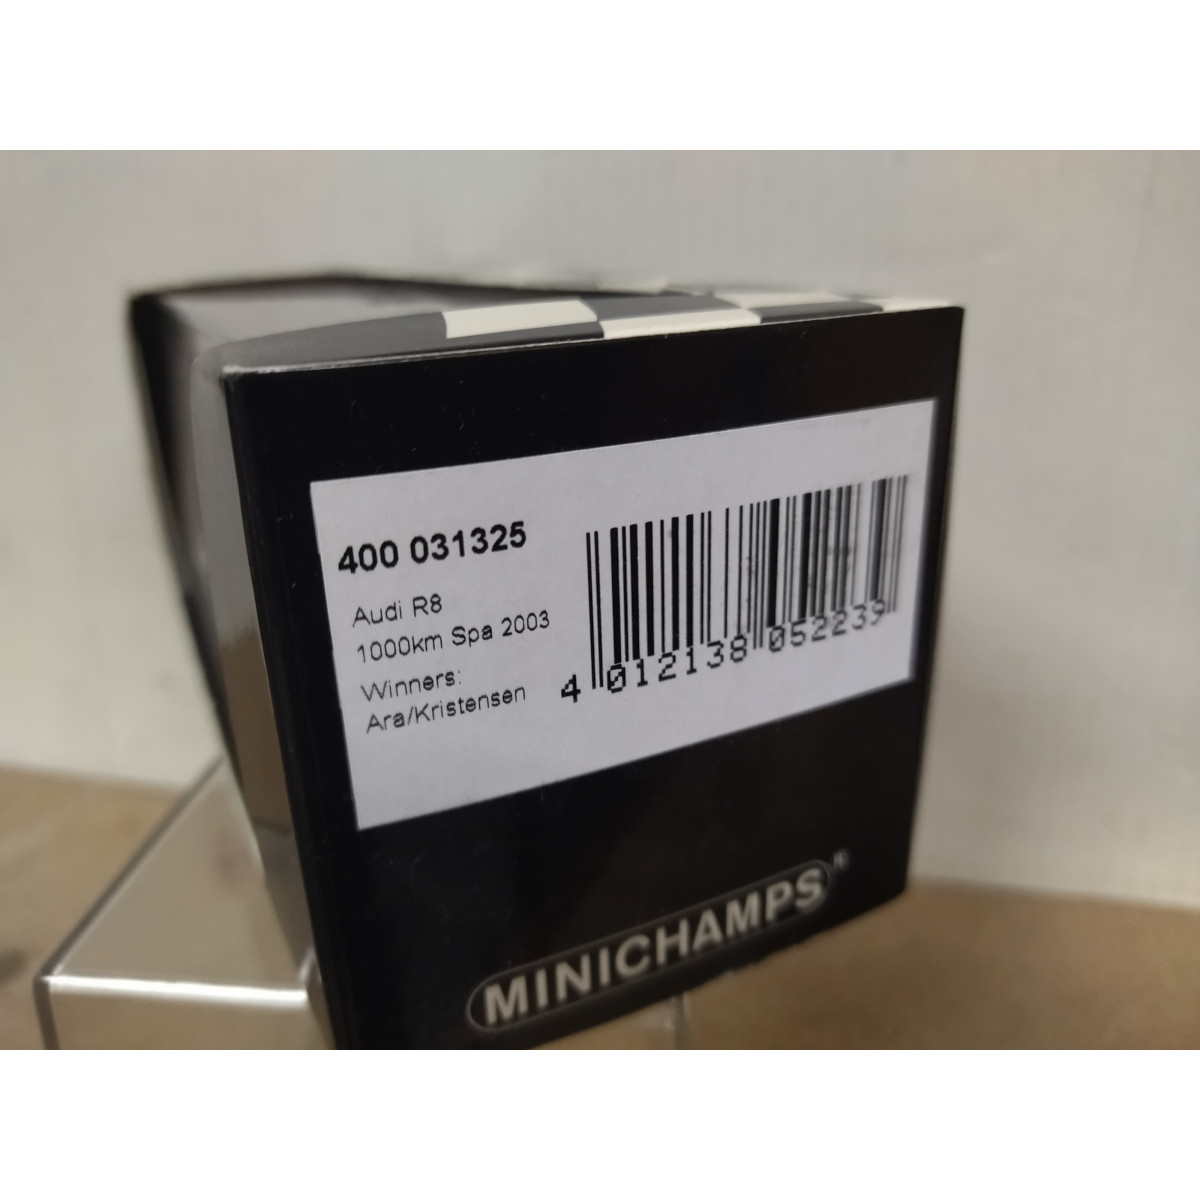 400 031325
Audi R8
1000km Spa 2003
Winners:
Ara/Kristensen
4 012138 052239
MINICHAMPS®